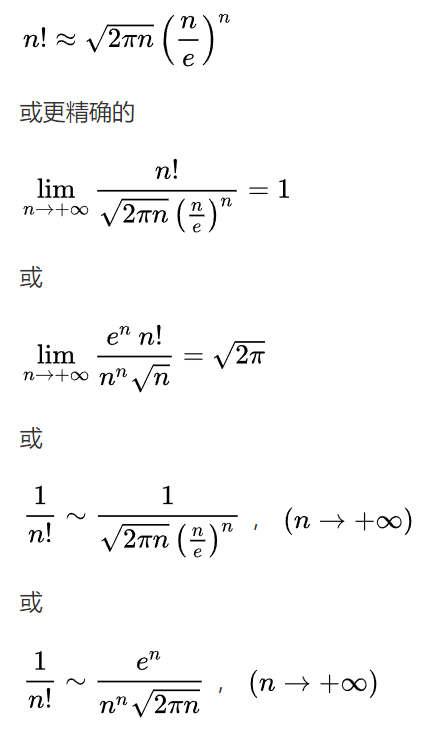 n! ≈ √(2πn) (n/e)^n
或更精确的
lim_{n→+∞} n! / (√(2πn) (n/e)^n) = 1
或
lim_{n→+∞} (e^n n!) / (n^n √n) = √(2π)
或
1/n! ∼ 1 / (√(2πn) (n/e)^n) , (n → +∞)
或
1/n! ∼ e^n / (n^n √(2πn)) , (n → +∞)